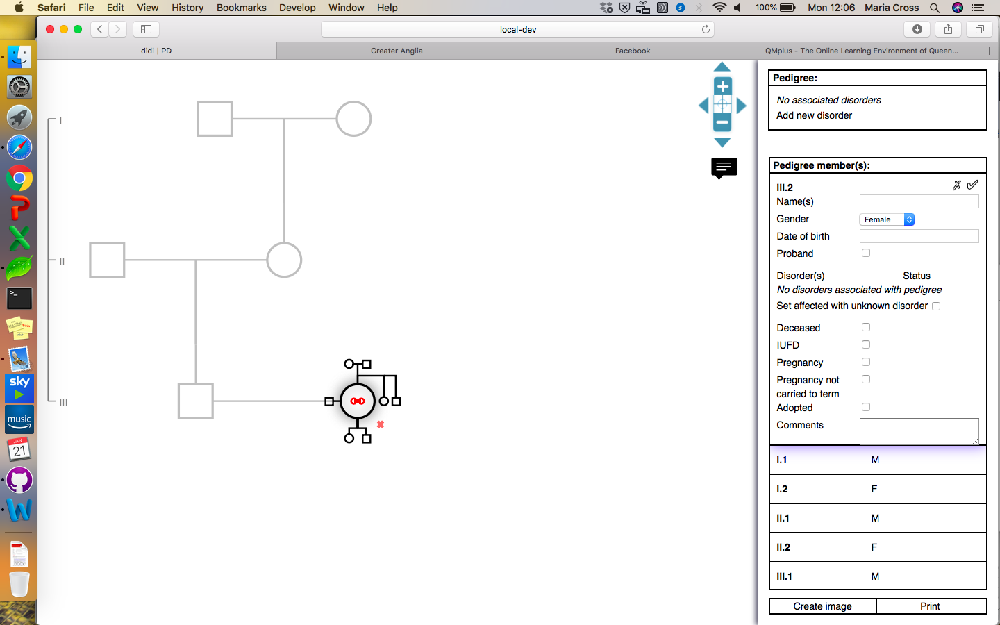 Safari File Edit View History Bookmarks Develop Window Help 100% Mon 12:06 Maria Cross
local-dev
didi | PD Greater Anglia Facebook QMplus - The Online Learning Environment of Queen... +
I
II
III
>_
sky
music
JAN
21
W
DOCX
Pedigree:
No associated disorders
Add new disorder
Pedigree member(s):
III.2
Name(s)
Gender Female
Date of birth
Proband
Disorder(s) Status
No disorders associated with pedigree
Set affected with unknown disorder
Deceased
IUFD
Pregnancy
Pregnancy not
carried to term
Adopted
Comments
I.1 M
I.2 F
II.1 M
II.2 F
III.1 M
Create image Print